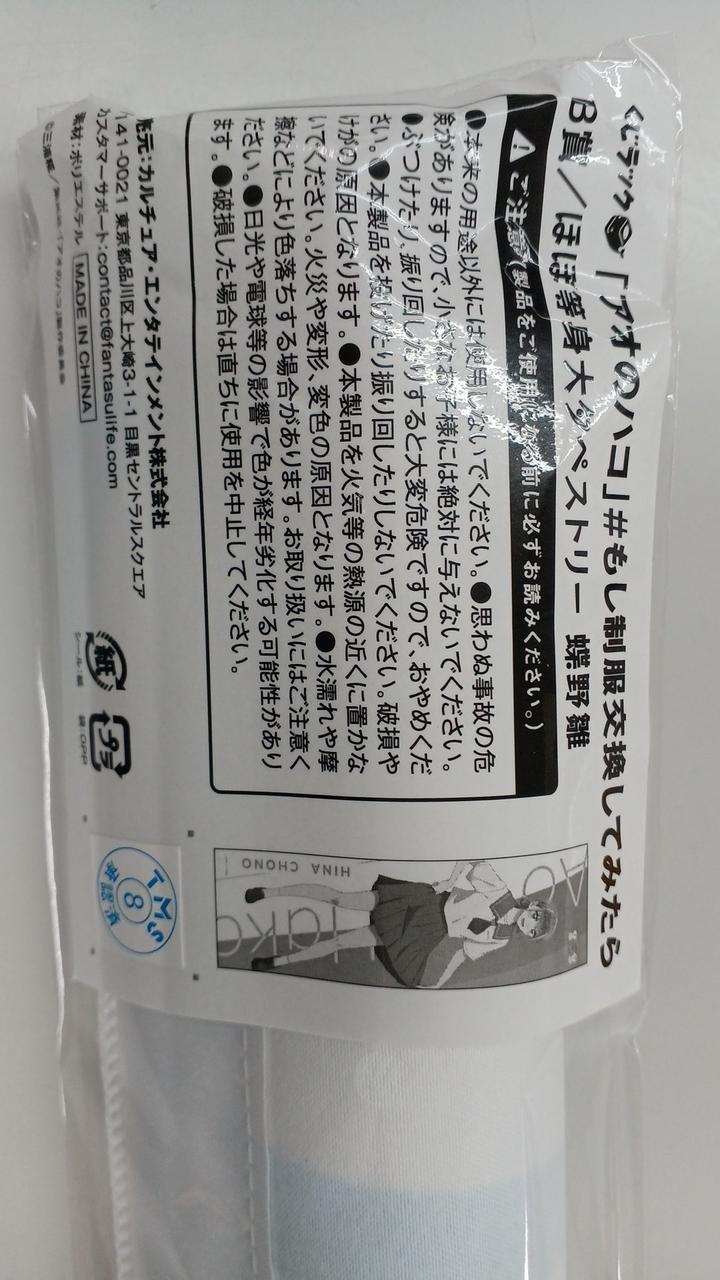 くじラック 「アオのハコ」#もし制服交換してみたら
B賞／ほぼ等身大タペストリー 蝶野雛
ご注意(製品をご使用になる前に必ずお読みください。)
●本来の用途以外には使用しないでください。●思わぬ事故の危
険がありますので、小さなお子様には絶対に与えないでください。
●ぶつけたり、振り回したりすると大変危険ですので、おやめくだ
さい。●本製品を投げたり振り回したりしないでください。破損や
けがの原因となります。●本製品を火気等の熱源の近くに置かな
いでください。火災や変形、変色の原因となります。●水濡れや摩
擦などにより色落ちする場合があります。お取り扱いにはご注意く
ださい。●日光や電球等の影響で色が経年劣化する可能性があり
ます。●破損した場合は直ちに使用を中止してください。
売元:カルチュア・エンタテインメント株式会社
141-0021 東京都品川区上大崎3-1-1 目黒セントラルスクエア
カスタマーサポート:contact@fantasulife.com
素材:ポリエステル MADE IN CHINA
紙
シール:紙
プラ
袋:OPP
HINA CHONO
TMS
8
承認済